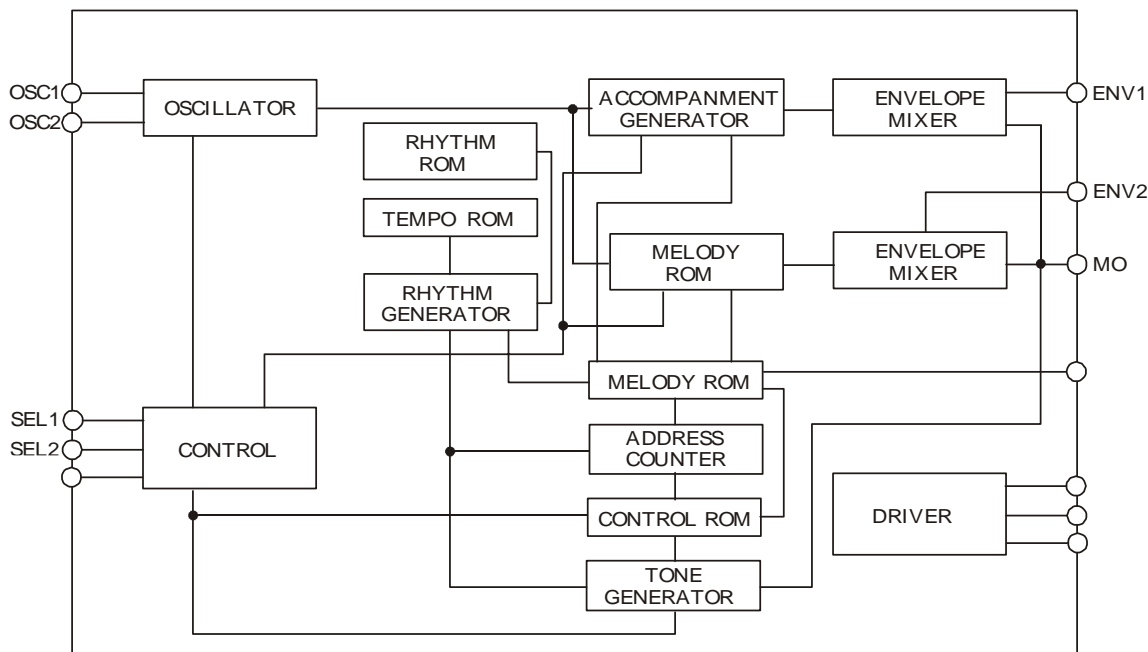 OSC1
OSC2
OSCILLATOR
ACCOMPANMENT
GENERATOR
ENVELOPE
MIXER
ENV1
RHYTHM
ROM
TEMPO ROM
ENV2
MELODY
ROM
ENVELOPE
MIXER
MO
RHYTHM
GENERATOR
MELODY ROM
SEL1
SEL2
CONTROL
ADDRESS
COUNTER
CONTROL ROM
DRIVER
TONE
GENERATOR